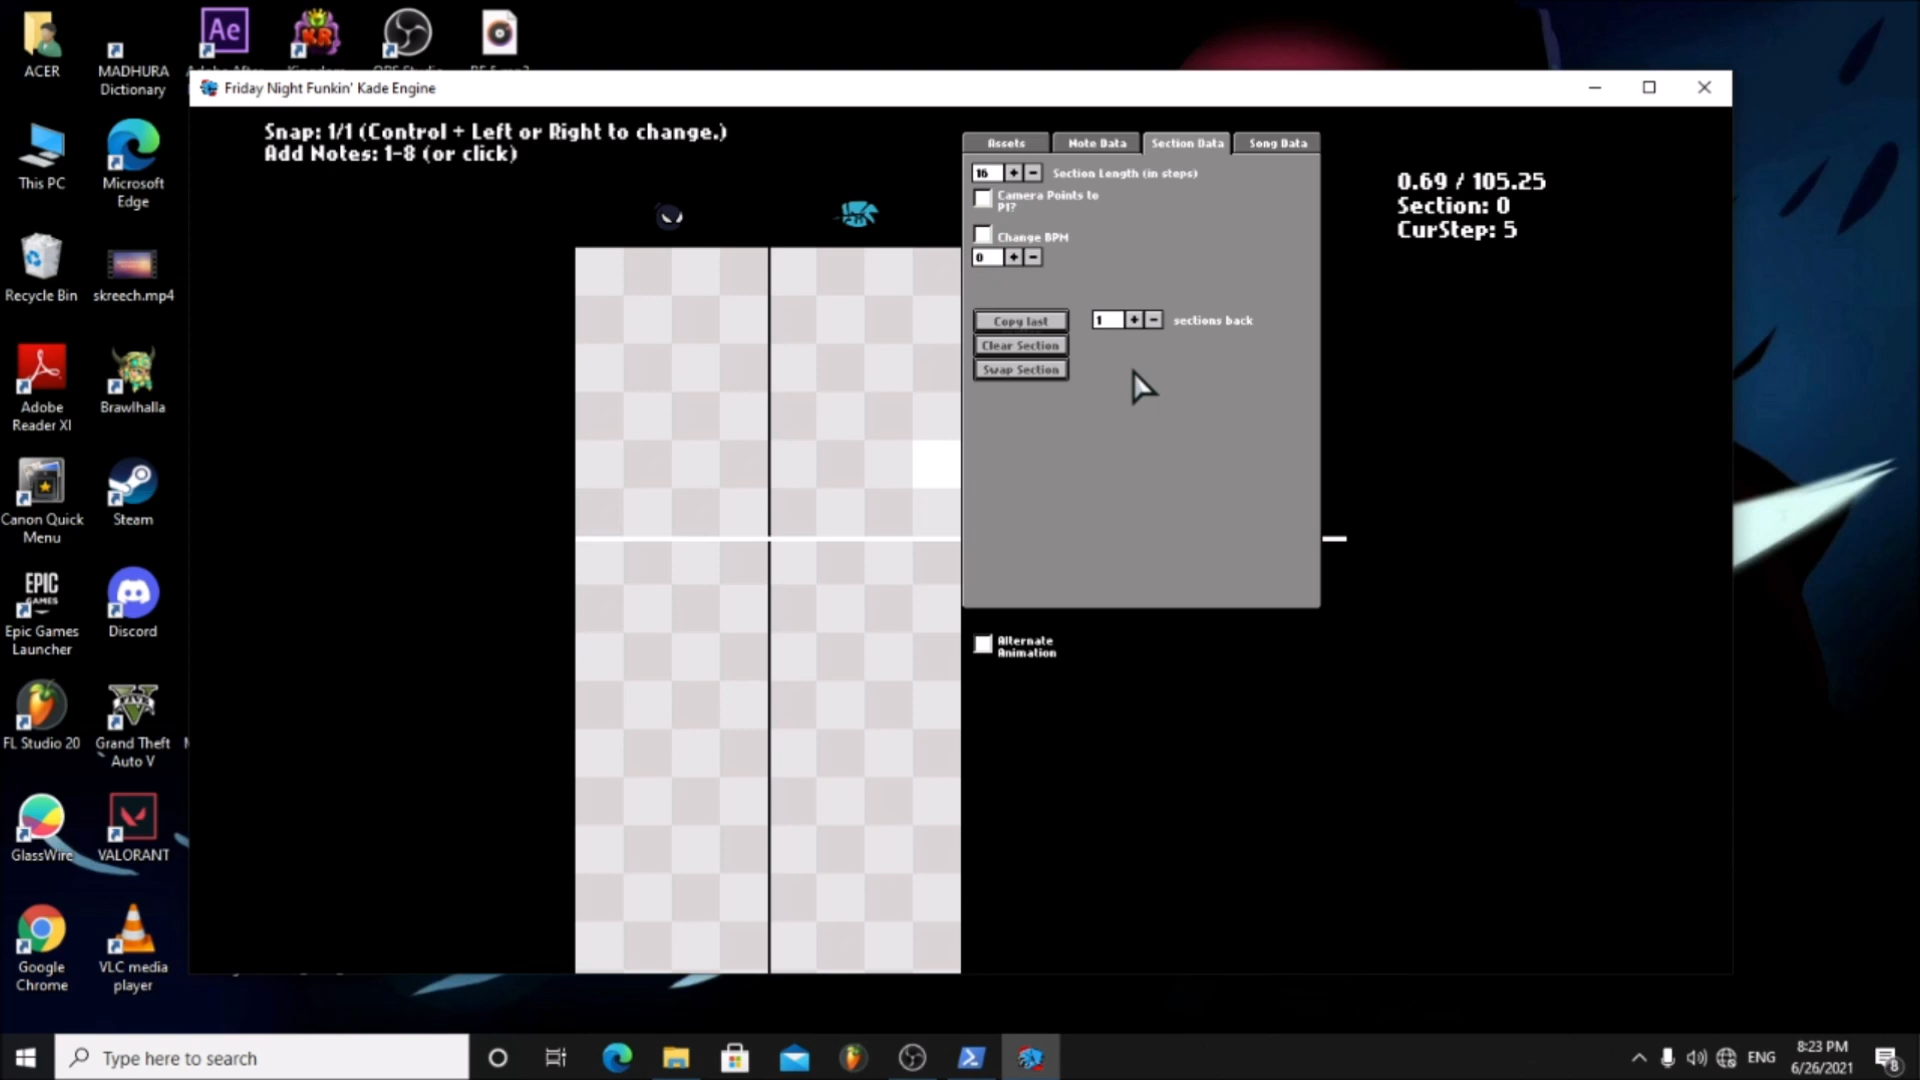 ACER
MADHURA
Dictionary
Ae
KR
This PC
Microsoft
Edge
Recycle Bin
skreech.mp4
Adobe
Reader XI
Brawlhalla
Canon Quick
Menu
Steam
EPIC
GAMES
Epic Games
Launcher
Discord
FL Studio 20
Grand Theft
Auto V
GlassWire
VALORANT
Google
Chrome
VLC media
player
Friday Night Funkin' Kade Engine
Snap: 1/1 (Control + Left or Right to change.)
Add Notes: 1-8 (or click)
Assets
Note Data
Section Data
Song Data
16 + - Section Length (in steps)
Camera Points to
P1?
Change BPM
0 + -
Copy last
1 + - sections back
Clear Section
Swap Section
Alternate
Animation
0.69 / 105.25
Section: 0
CurStep: 5
Type here to search
ENG
8:23 PM
6/26/2021
8